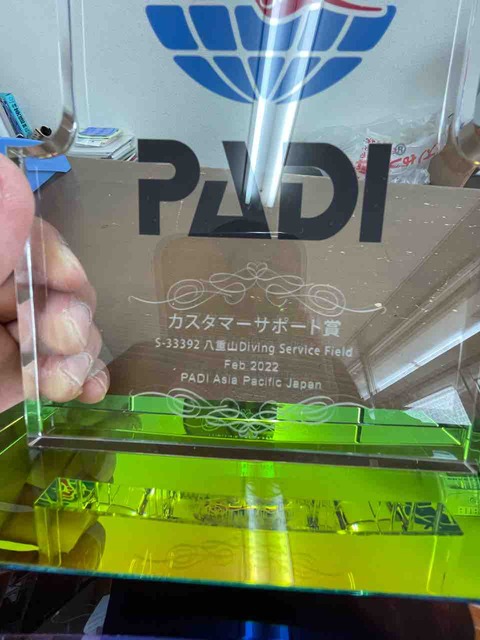 PADI
カスタマーサポート賞
S-33392 八重山Diving Service Field
Feb 2022
PADI Asia Pacific Japan